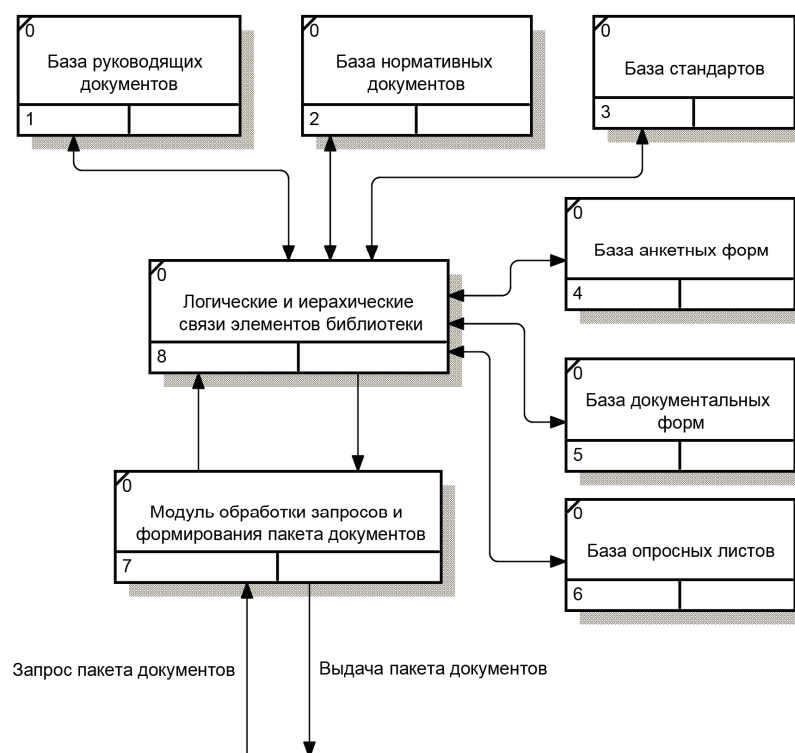 0
База руководящих
документов
1
0
База нормативных
документов
2
0
База стандартов
3
0
База анкетных форм
4
0
Логические и иерахические
связи элементов библиотеки
8
0
База документальных
форм
5
0
Модуль обработки запросов и
формирования пакета документов
7
0
База опросных листов
6
Запрос пакета документов
Выдача пакета документов